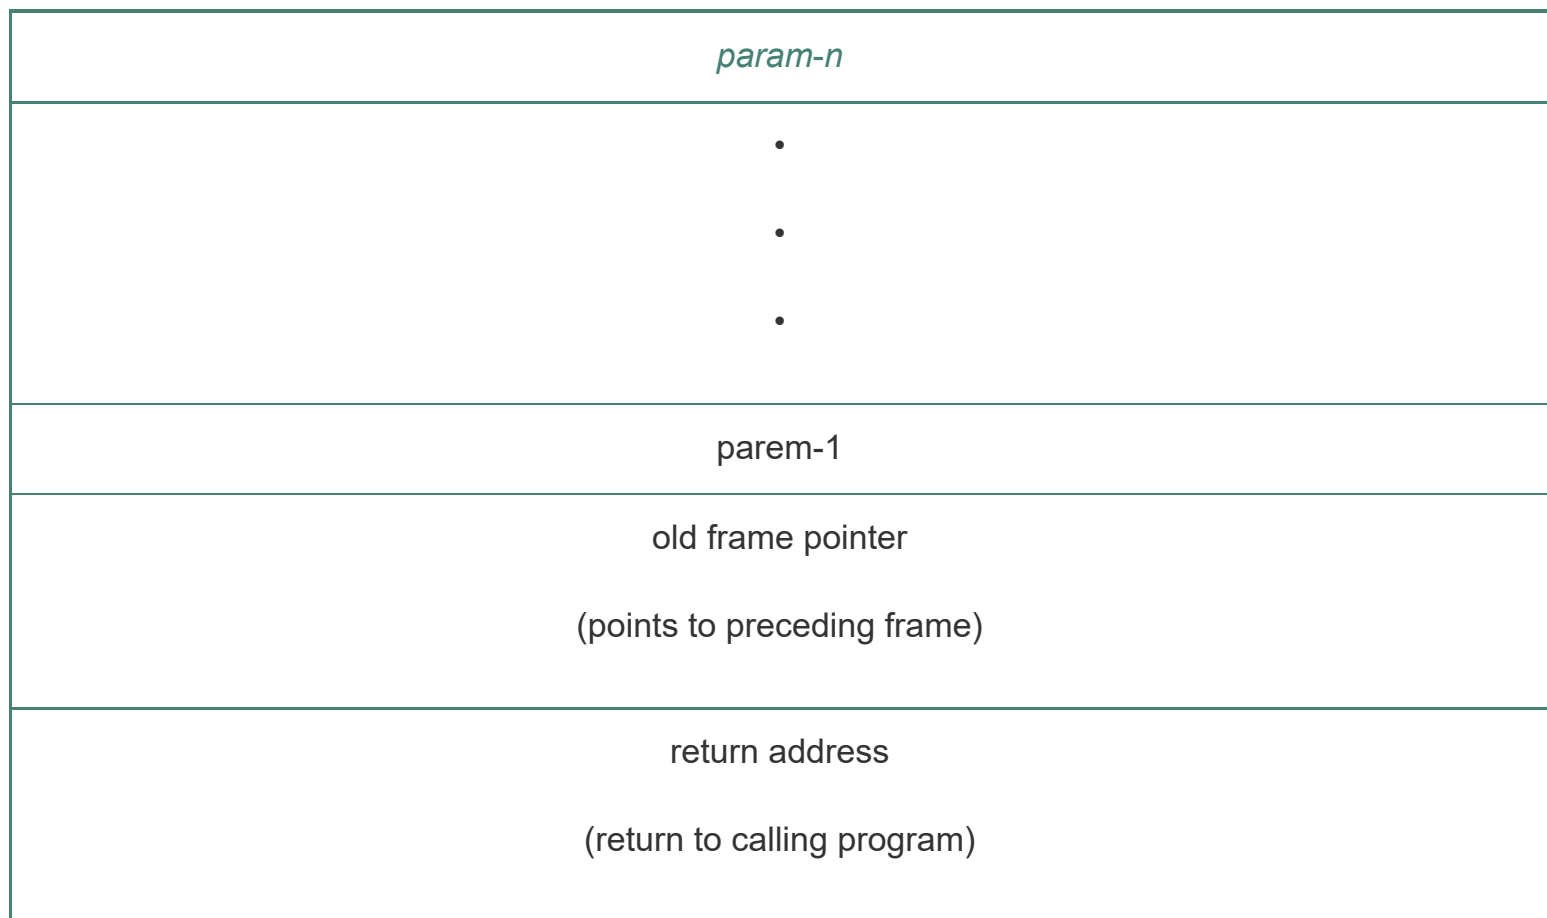 param-n
•
•
•
parem-1
old frame pointer
(points to preceding frame)
return address
(return to calling program)